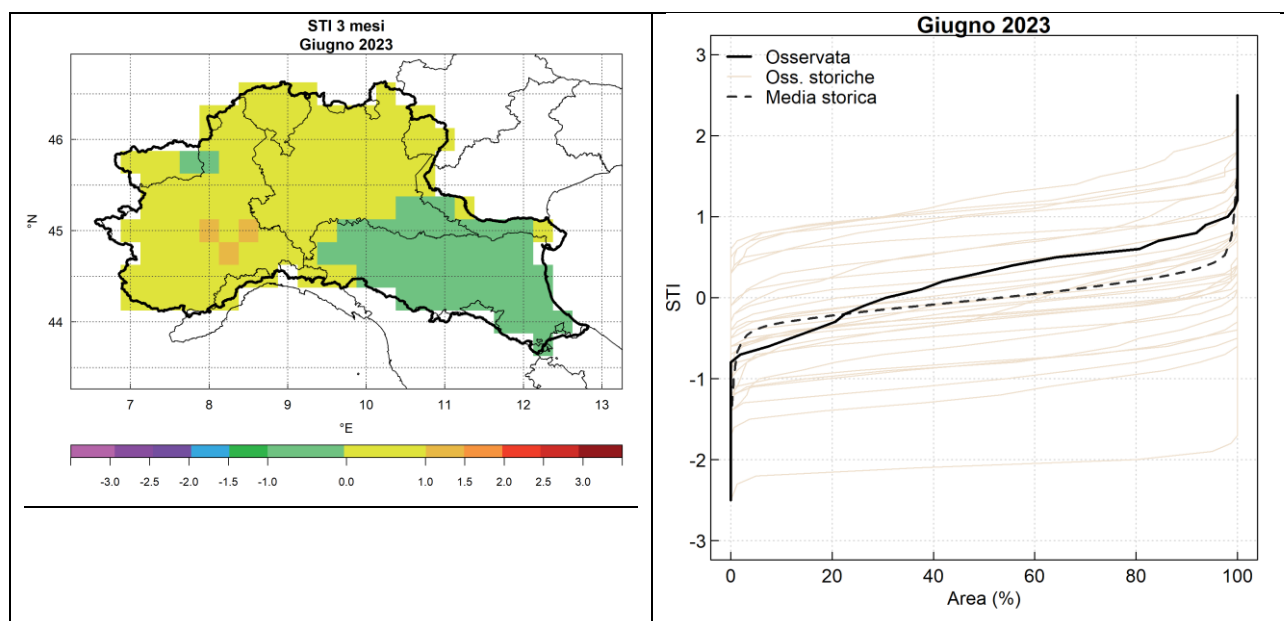 STI 3 mesi
Giugno 2023
46
45
44
°N
7 8 9 10 11 12 13
°E
-3.0 -2.5 -2.0 -1.5 -1.0 0.0 1.0 1.5 2.0 2.5 3.0
Giugno 2023
Osservata
Oss. storiche
Media storica
3
2
1
0
-1
-2
-3
STI
0 20 40 60 80 100
Area (%)